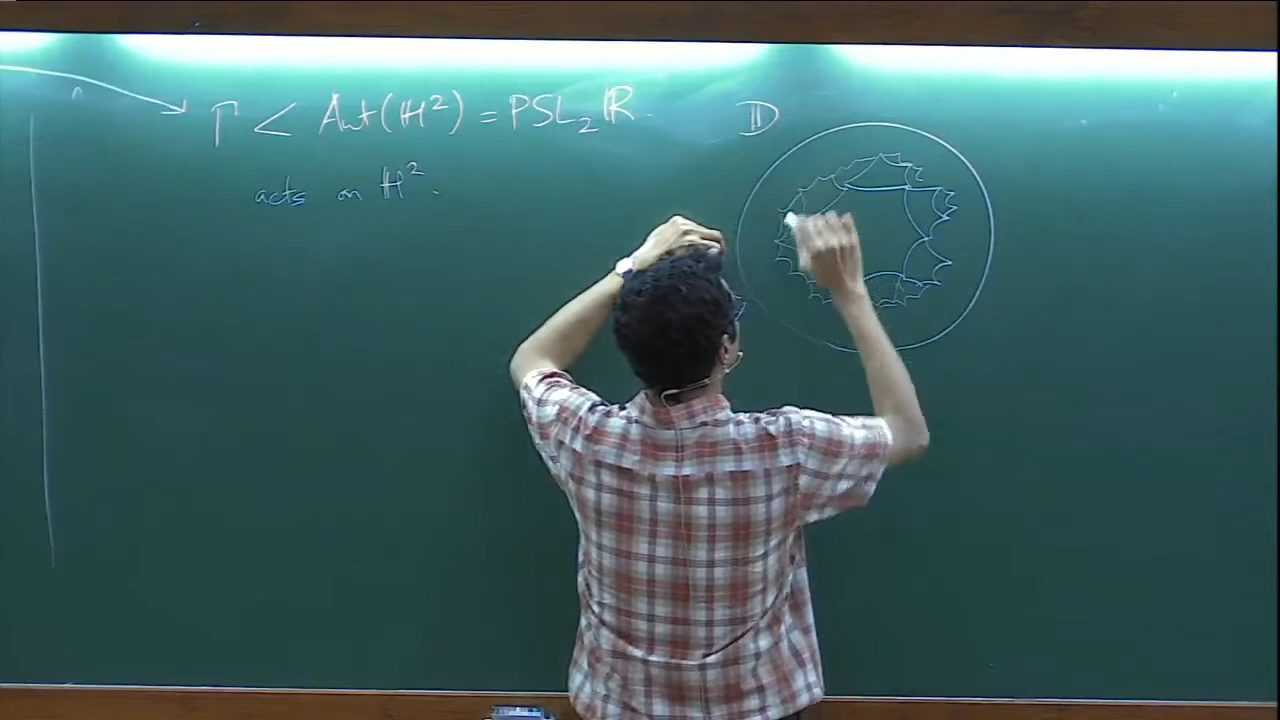 Γ < Aut(ℍ²) = PSL₂ℝ.
𝔻
acts on ℍ².